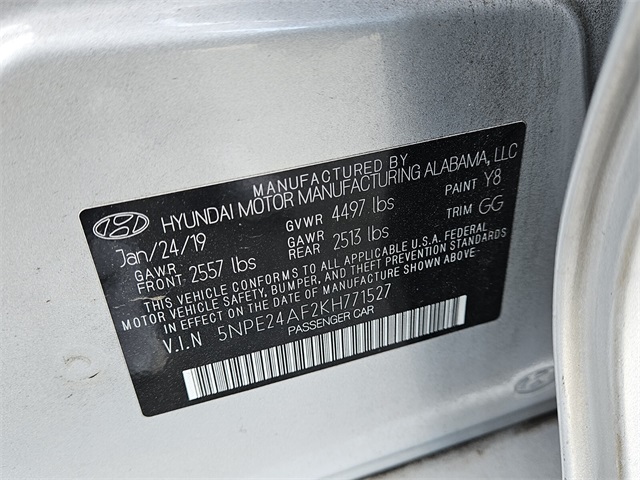 MANUFACTURED BY
HYUNDAI MOTOR MANUFACTURING ALABAMA, LLC
Jan/24/19 GVWR 4497 lbs PAINT Y8
GAWR FRONT 2557 lbs GAWR REAR 2513 lbs TRIM GG
THIS VEHICLE CONFORMS TO ALL APPLICABLE U.S.A. FEDERAL
MOTOR VEHICLE SAFETY, BUMPER, AND THEFT PREVENTION STANDARDS
IN EFFECT ON THE DATE OF MANUFACTURE SHOWN ABOVE.
V.I.N 5NPE24AF2KH771527
PASSENGER CAR